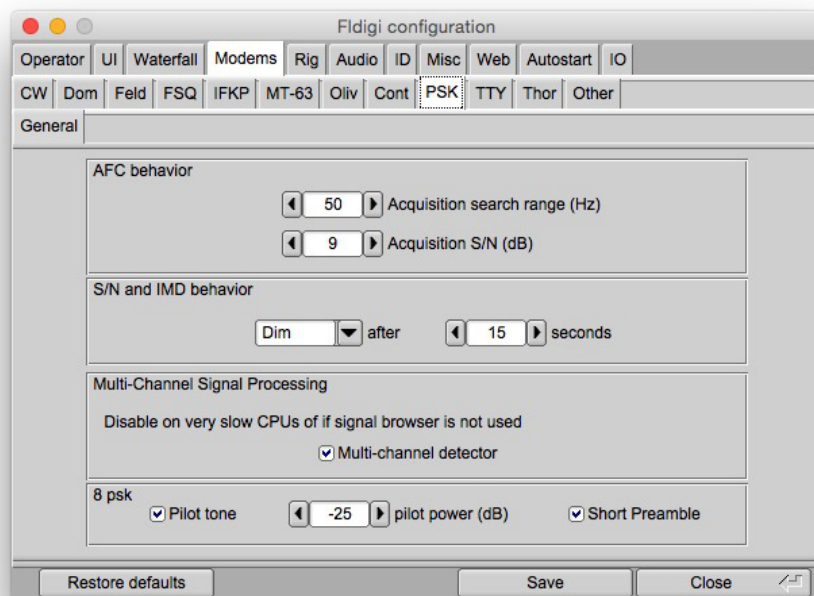 Fldigi configuration
Operator UI Waterfall Modems Rig Audio ID Misc Web Autostart IO
CW Dom Feld FSQ IFKP MT-63 Oliv Cont PSK TTY Thor Other
General
AFC behavior
50 Acquisition search range (Hz)
9 Acquisition S/N (dB)
S/N and IMD behavior
Dim after 15 seconds
Multi-Channel Signal Processing
Disable on very slow CPUs of if signal browser is not used
Multi-channel detector
8 psk
Pilot tone -25 pilot power (dB) Short Preamble
Restore defaults Save Close